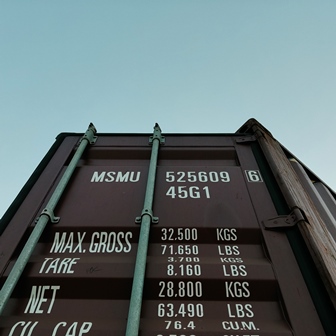 MSMU 525609 6
45G1
MAX. GROSS 32.500 KGS
71.650 LBS
TARE 3.700 KGS
8.160 LBS
NET 28.800 KGS
63.490 LBS
CU. CAP. 76.4 CU.M.